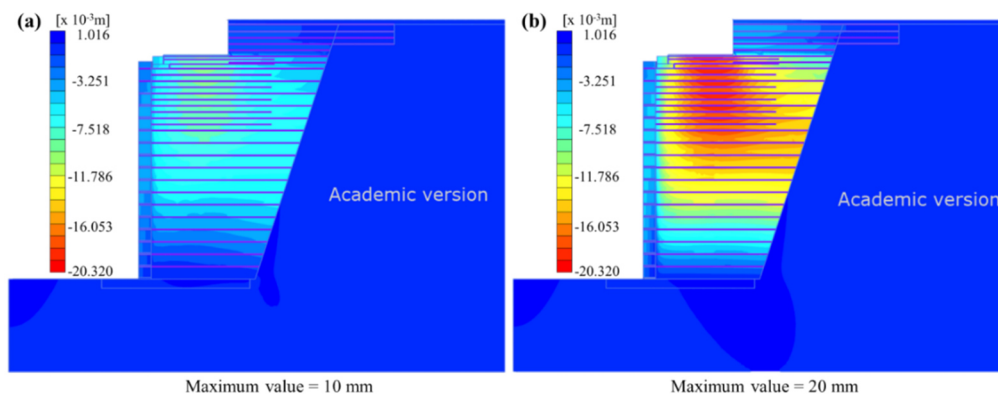 (a)
[x 10⁻³m]
1.016
-3.251
-7.518
-11.786
-16.053
-20.320
Academic version
Maximum value = 10 mm
(b)
[x 10⁻³m]
1.016
-3.251
-7.518
-11.786
-16.053
-20.320
Academic version
Maximum value = 20 mm